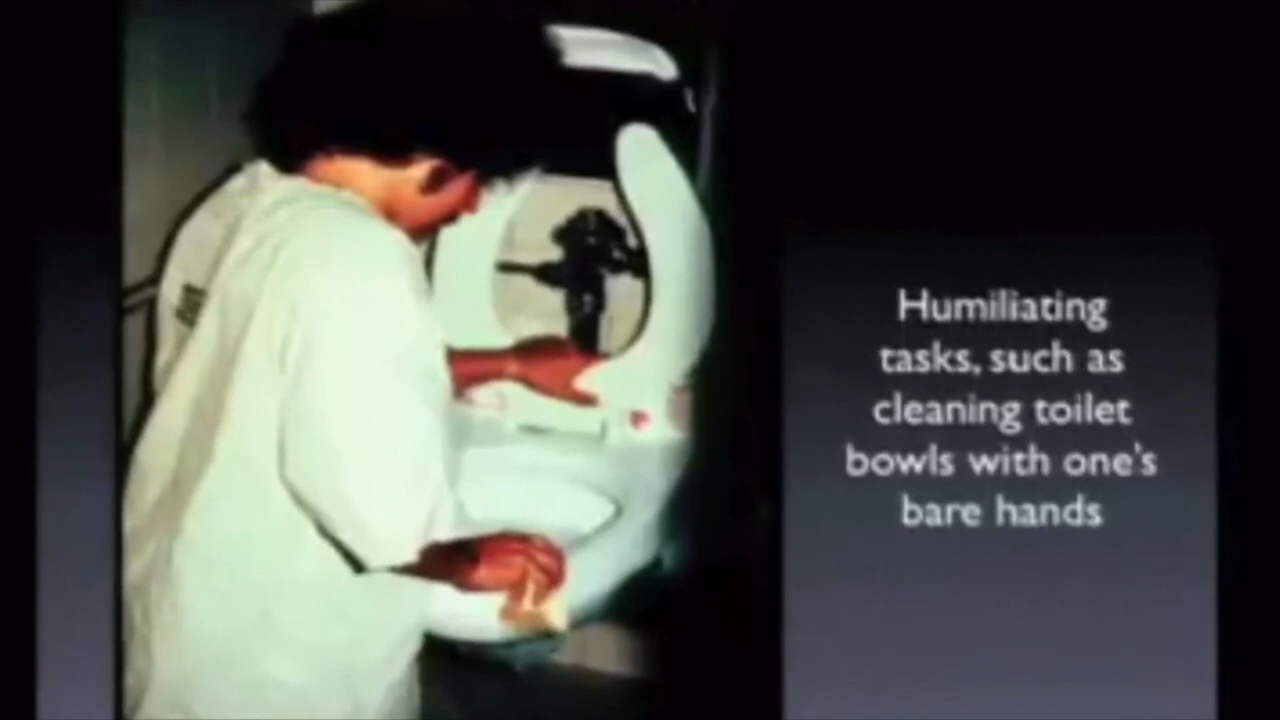 Humiliating
tasks, such as
cleaning toilet
bowls with one's
bare hands